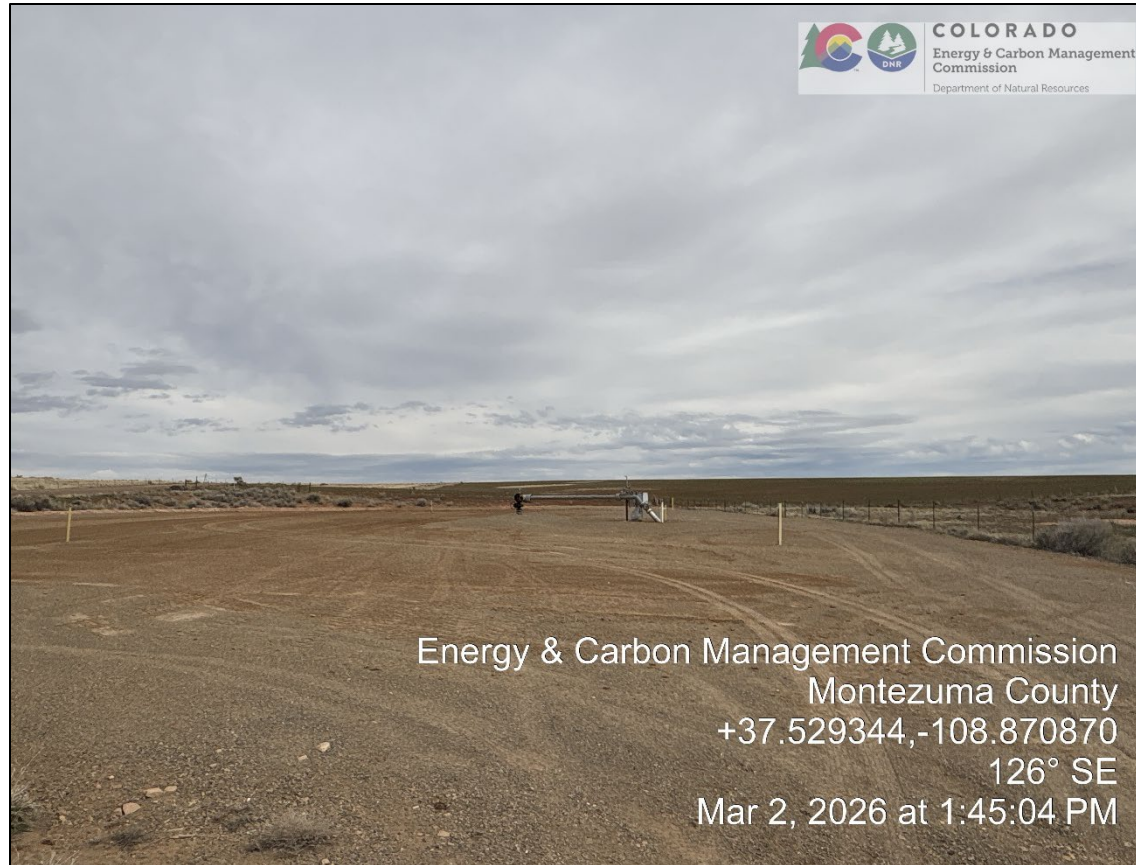 COLORADO
Energy & Carbon Management
Commission
DNR
Department of Natural Resources
Energy & Carbon Management Commission
Montezuma County
+37.529344,-108.870870
126° SE
Mar 2, 2026 at 1:45:04 PM